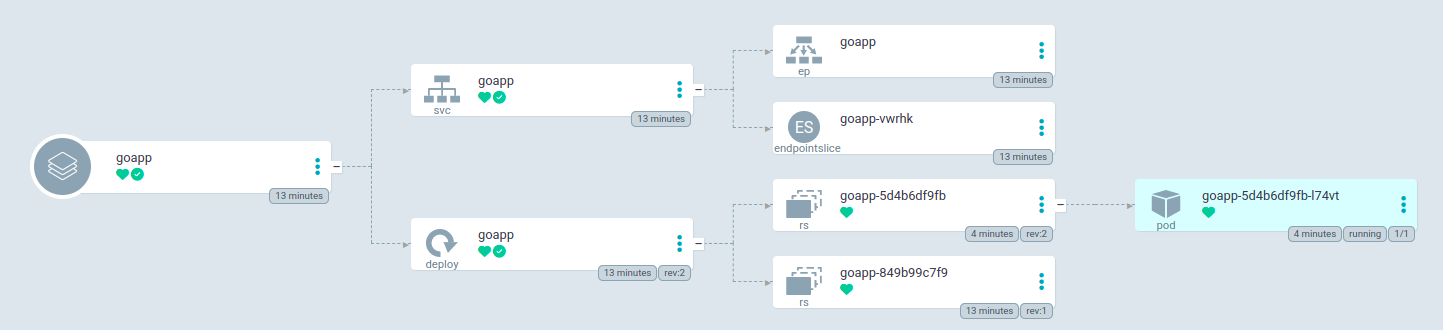 goapp
13 minutes
svc
goapp
13 minutes
deploy
goapp
13 minutes rev:2
ep
goapp
13 minutes
ES
endpointslice
goapp-vwrhk
13 minutes
rs
goapp-5d4b6df9fb
4 minutes rev:2
rs
goapp-849b99c7f9
13 minutes rev:1
pod
goapp-5d4b6df9fb-l74vt
4 minutes running 1/1